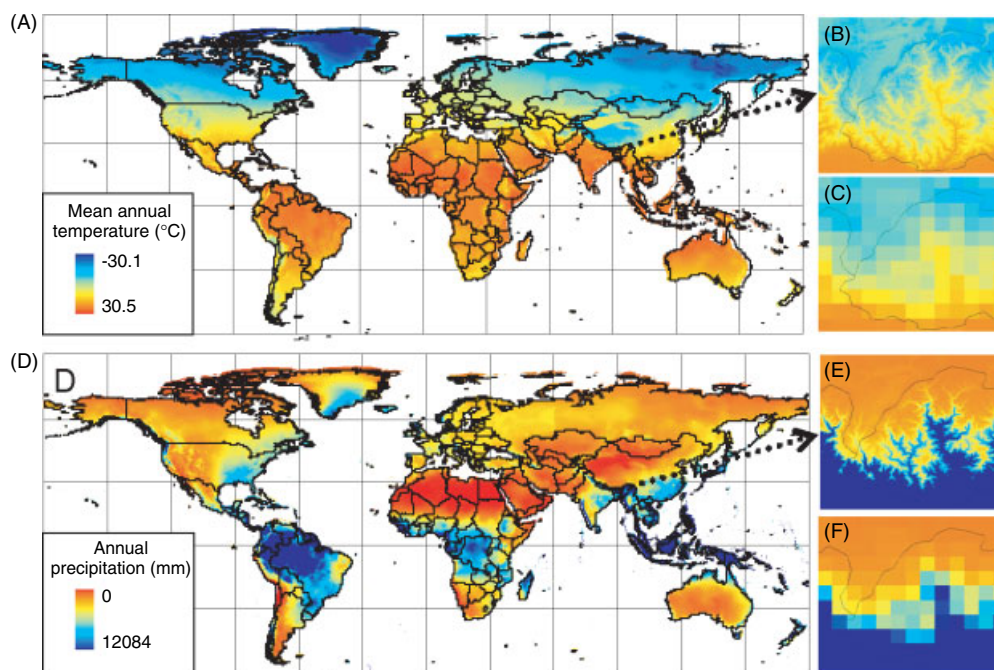 (A)
(B)
Mean annual
temperature (°C)
-30.1
30.5
(C)
(D)
D
(E)
Annual
precipitation (mm)
0
12084
(F)